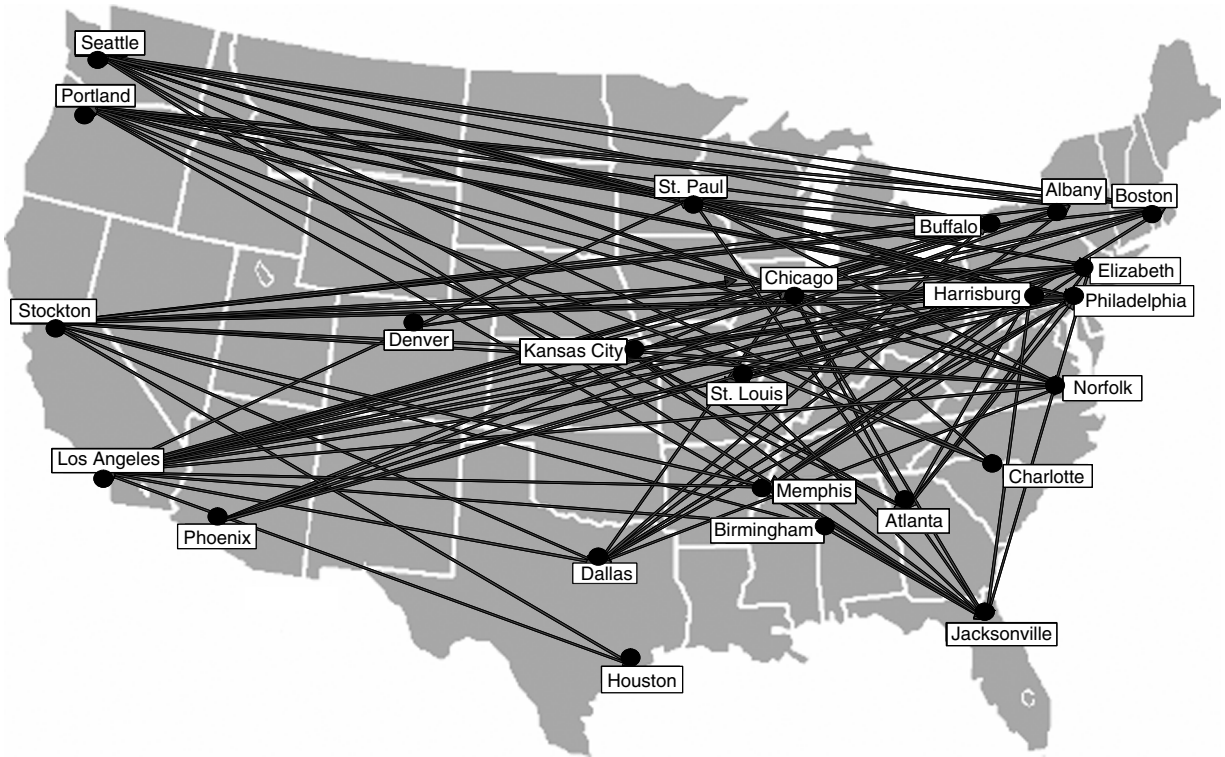 Seattle
Portland
St. Paul
Albany
Boston
Buffalo
Chicago
Elizabeth
Harrisburg
Philadelphia
Stockton
Denver
Kansas City
St. Louis
Norfolk
Los Angeles
Charlotte
Memphis
Atlanta
Birmingham
Phoenix
Dallas
Jacksonville
Houston